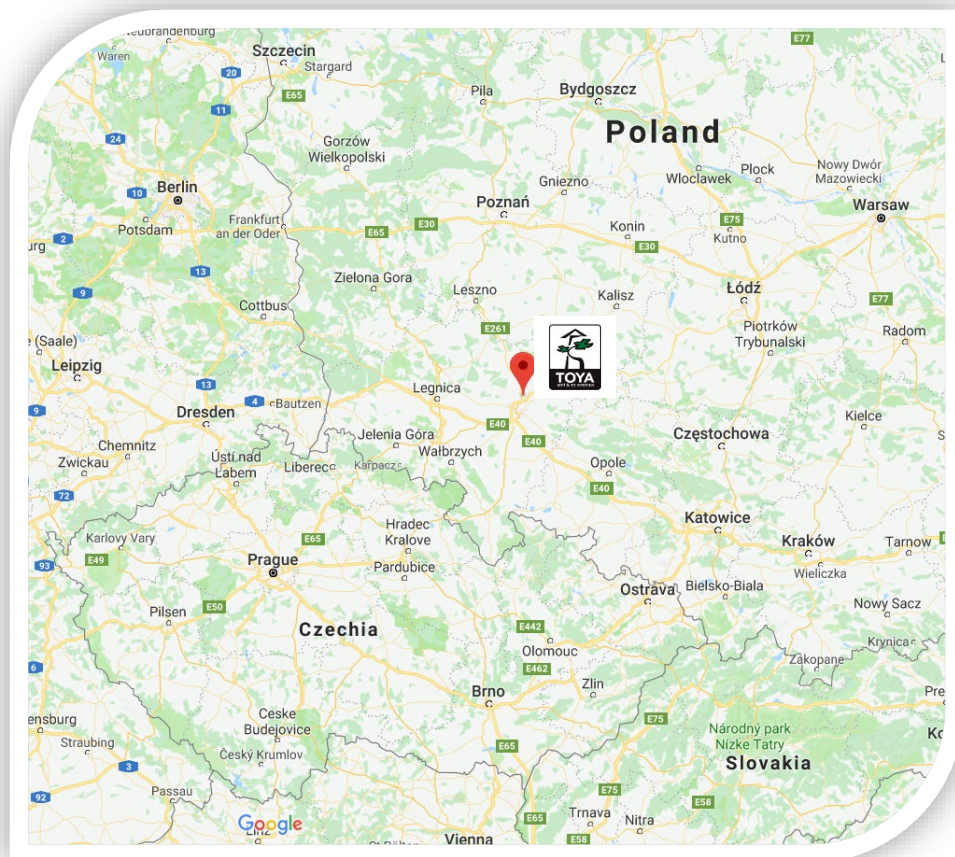 Neubrandenburg
Szczecin
E77
Waren
Stargard
20
E65
Pila
Bydgoszcz
11
Poland
24
Gorzów
Wielkopolski
Nowy Dwór
Mazowiecki
Gniezno
Wloclawek
Plock
Berlin
10
Poznań
Warsaw
Potsdam
Frankfurt
an der Oder
E65
E30
Konin
E75
2
E30
Kutno
13
Zielona Gora
Leszno
Kalisz
Łódź
9
E77
Cottbus
E261
Piotrków
Trybunalski
Radom
e (Saale)
Leipzig
TOYA
13
Legnica
9
Dresden
4
Bautzen
E40
Kielce
Jelenia Góra
E40
Częstochowa
Chemnitz
Zwickau
Ústí nad
Labem
Liberec
Karpacz
Wałbrzych
Opole
72
E40
Katowice
Hradec
Kralove
Karlovy Vary
E65
Kraków
Tarnow
E49
Prague
Pardubice
Wieliczka
93
Ostrava
Bielsko-Biala
Pilsen
E50
Nowy Sacz
Czechia
E442
Krynica
Olomouc
Zakopane
6
E462
Brno
Zlin
ensburg
Ceske
Budejovice
E75
Národný park
Nízke Tatry
Straubing
E65
Český Krumlov
Slovakia
3
92
Passau
E75
E58
Google
Linz
Trnava
Nitra
E65
Vienna
E58